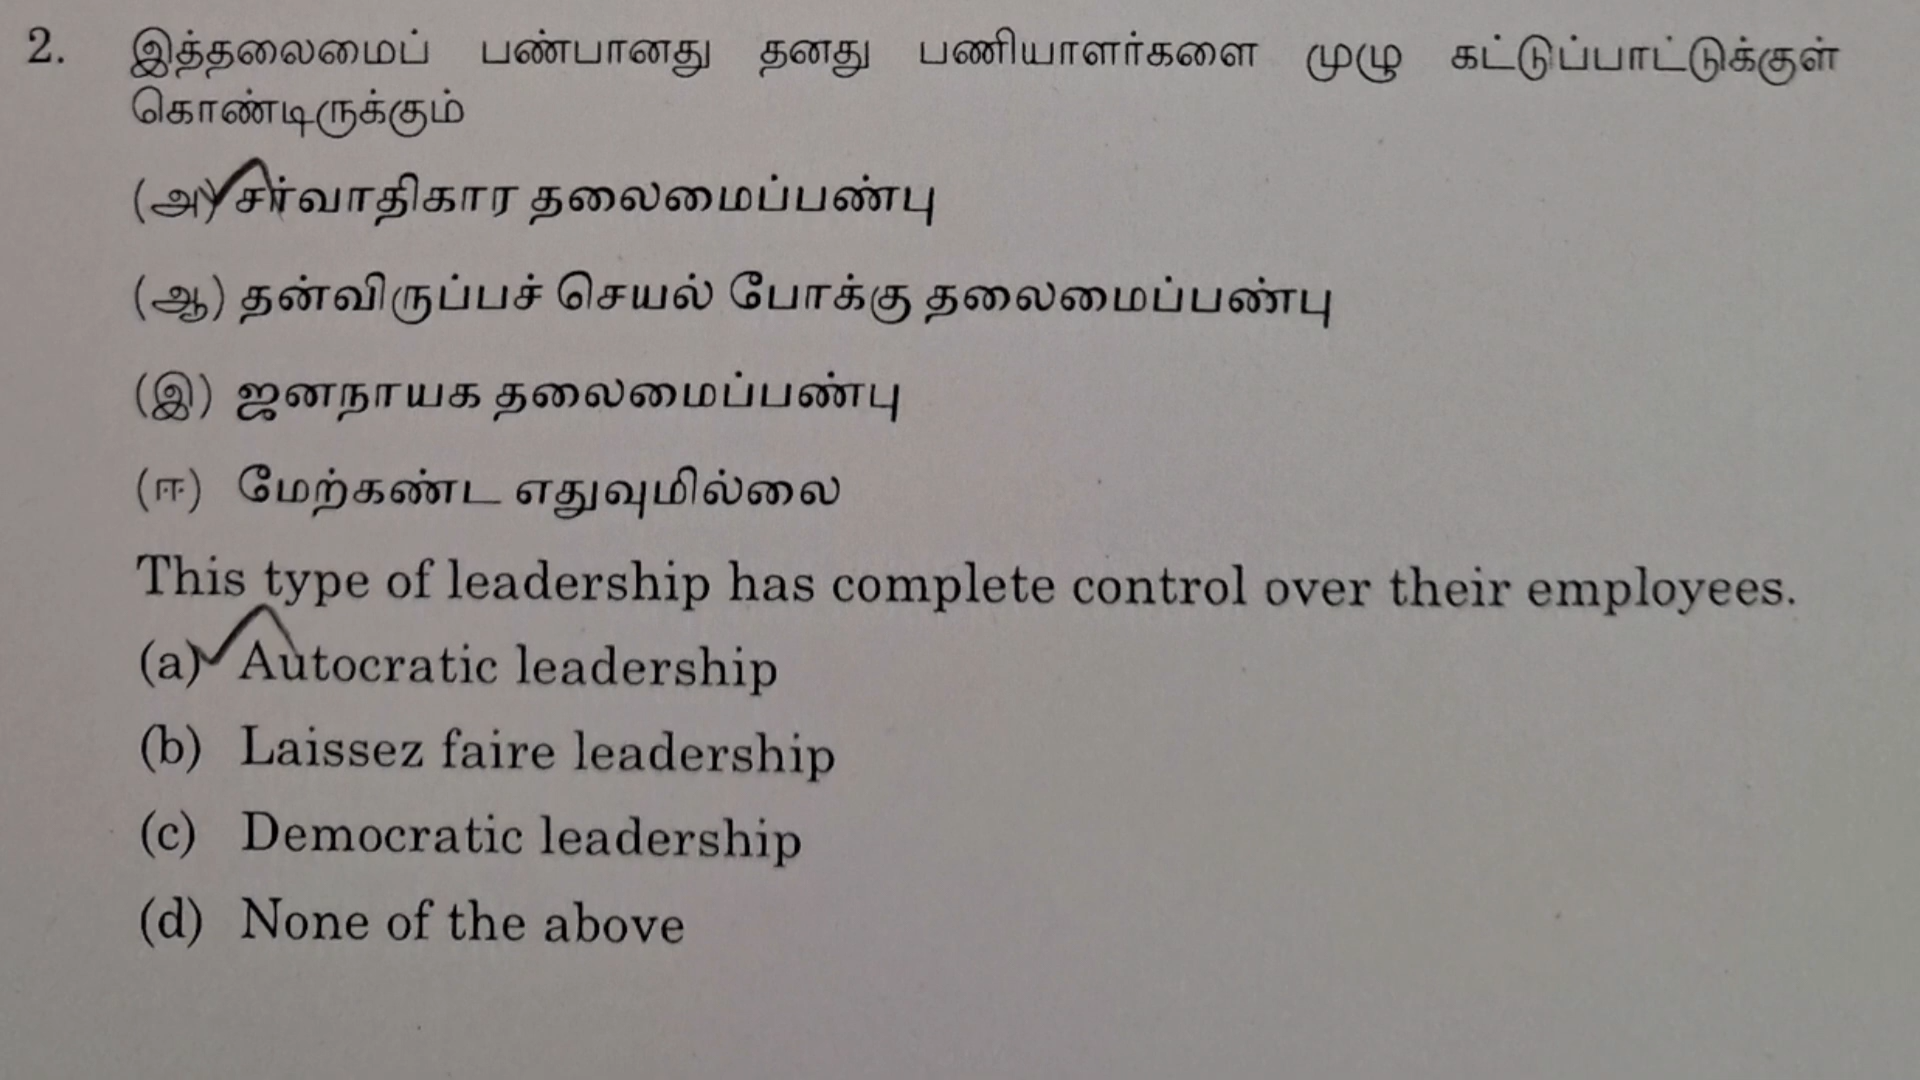 2. இத்தலைமைப் பண்பானது தனது பணியாளர்களை முழு கட்டுப்பாட்டுக்குள்
கொண்டிருக்கும்
(அ) சர்வாதிகார தலைமைப்பண்பு
(ஆ) தன்விருப்பச் செயல் போக்கு தலைமைப்பண்பு
(இ) ஜனநாயக தலைமைப்பண்பு
(ஈ) மேற்கண்ட எதுவுமில்லை
This type of leadership has complete control over their employees.
(a) Autocratic leadership
(b) Laissez faire leadership
(c) Democratic leadership
(d) None of the above